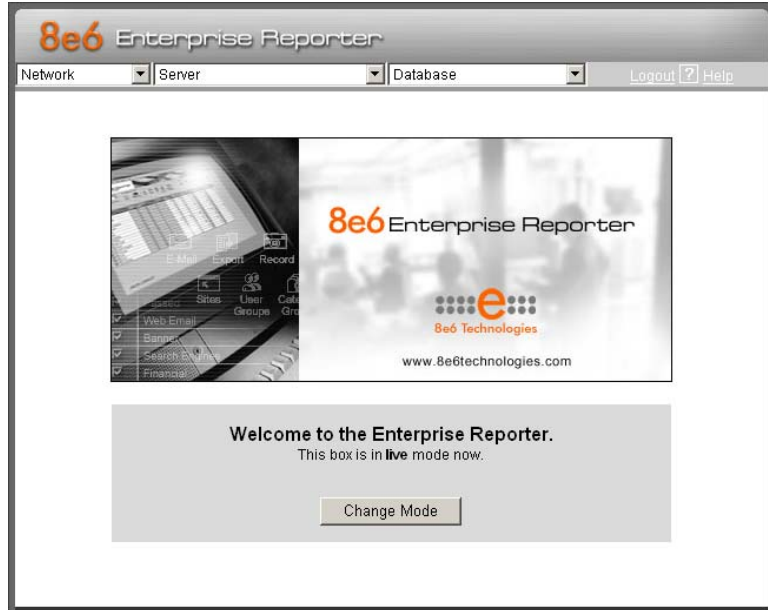 8e6 Enterprise Reporter
Network Server Database Logout ? Help
8e6 Enterprise Reporter
E-Mail Export Record
Sites User Groups
Web Email
Banner
Search Engines
Financial
8e6 Technologies
www.8e6technologies.com
Welcome to the Enterprise Reporter.
This box is in live mode now.
Change Mode